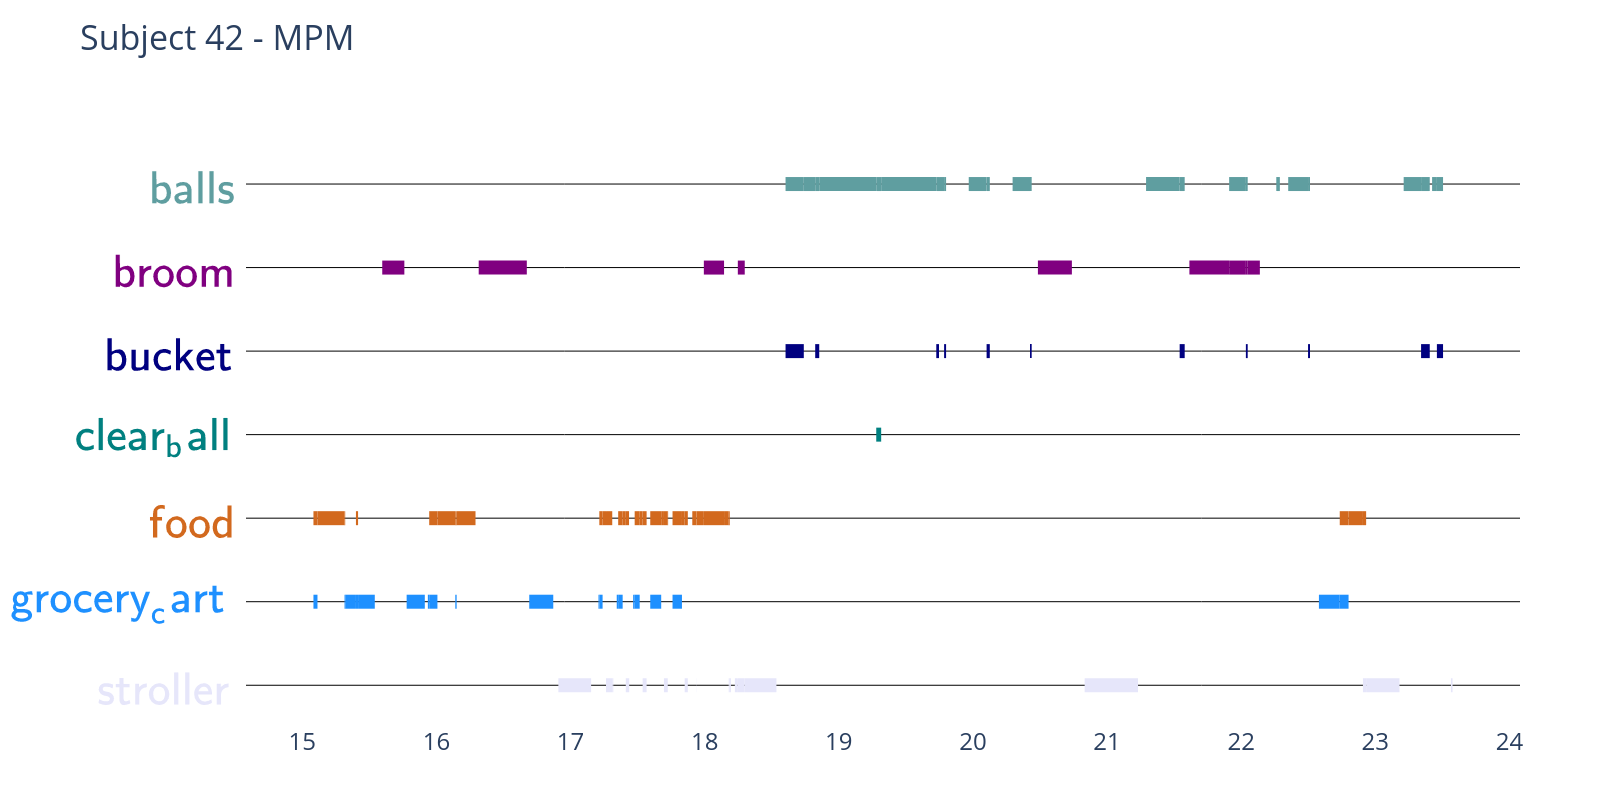 Subject 42 - MPM
balls
broom
bucket
clear_ball
food
grocery_cart
stroller
15 16 17 18 19 20 21 22 23 24